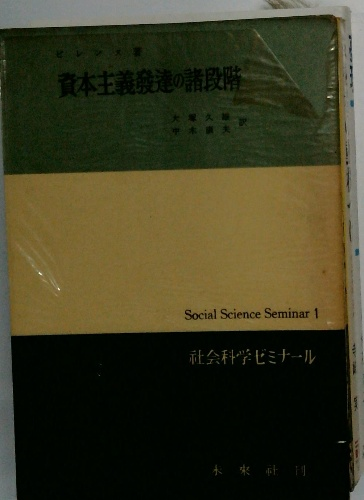 ピレンヌ著
資本主義發達の諸段階
大塚久雄
中木康夫 訳
Social Science Seminar 1
社会科学ゼミナール
未來社刊